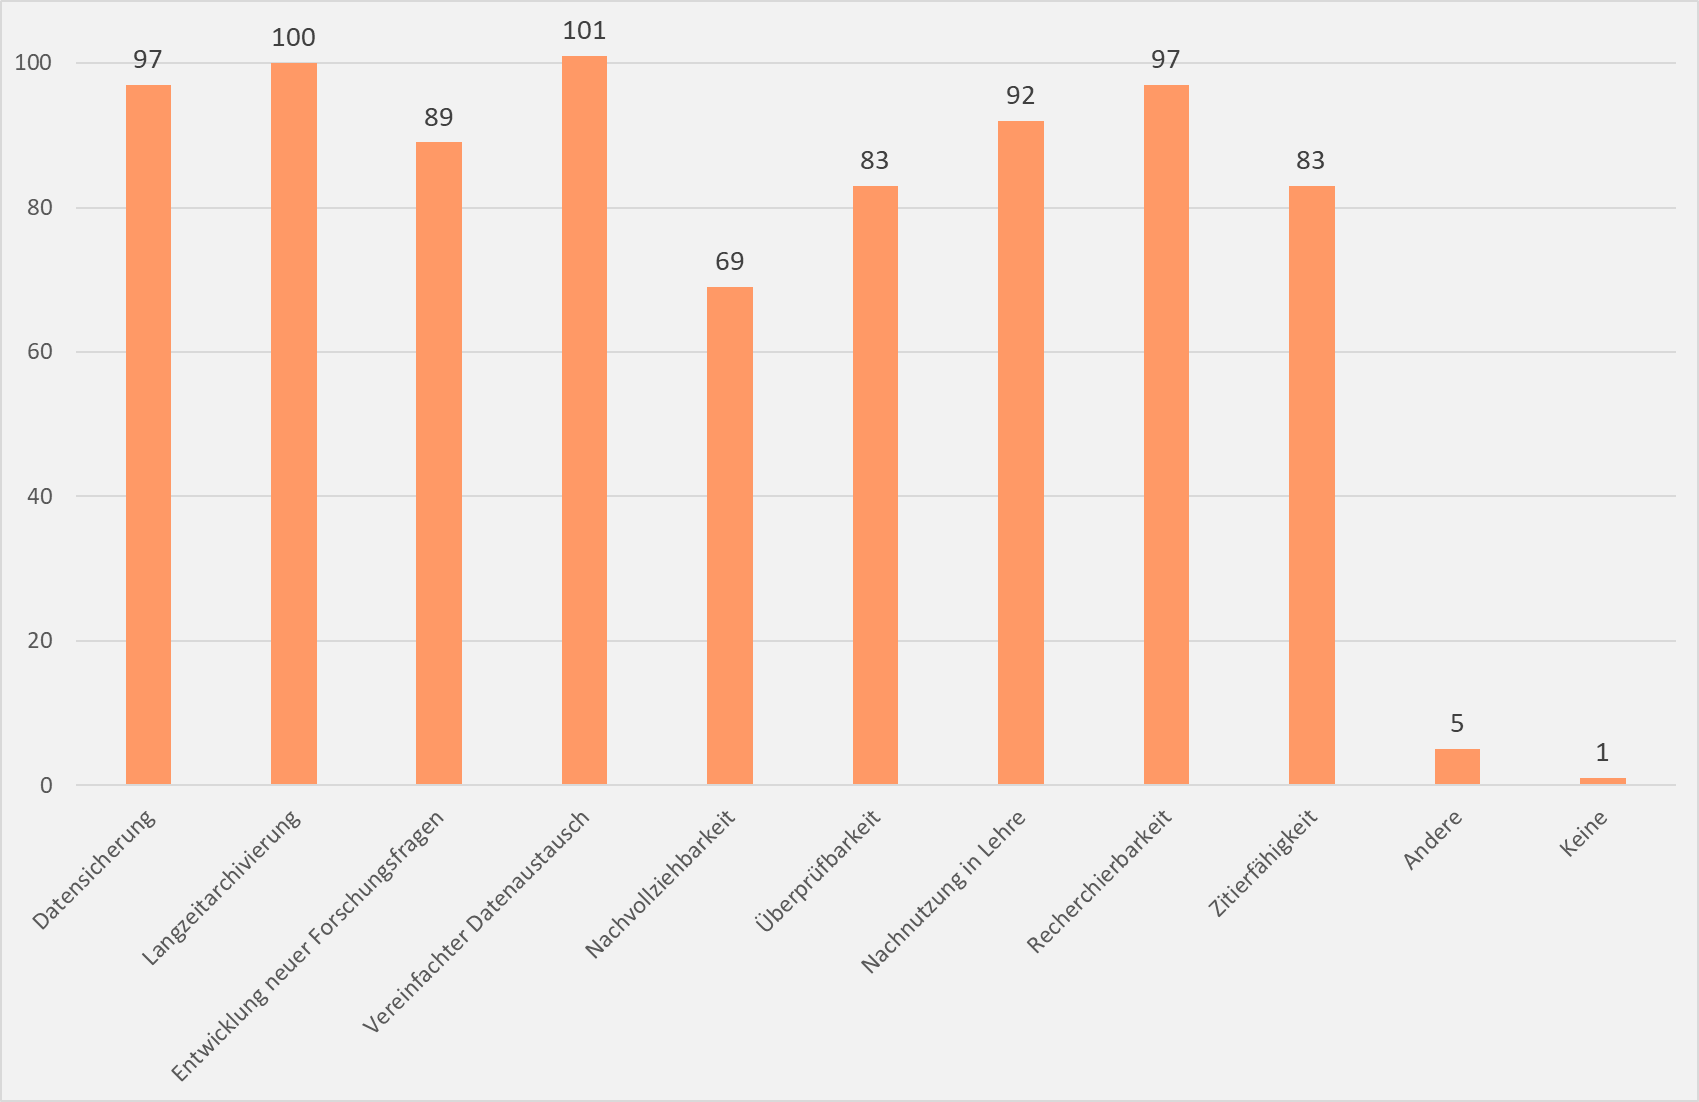 101
100
97
97
92
89
83
83
69
5
1
100
80
60
40
20
0
Datensicherung
Langzeitarchivierung
Entwicklung neuer Forschungsfragen
Vereinfachter Datenaustausch
Nachvollziehbarkeit
Überprüfbarkeit
Nachnutzung in Lehre
Recherchierbarkeit
Zitierfähigkeit
Andere
Keine